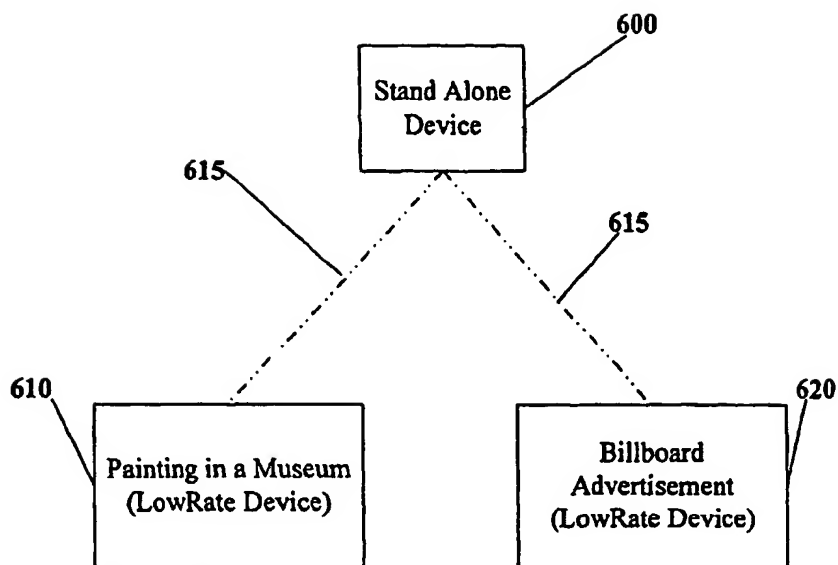 600
Stand Alone
Device
615
615
610
620
Painting in a Museum
(LowRate Device)
Billboard
Advertisement
(LowRate Device)